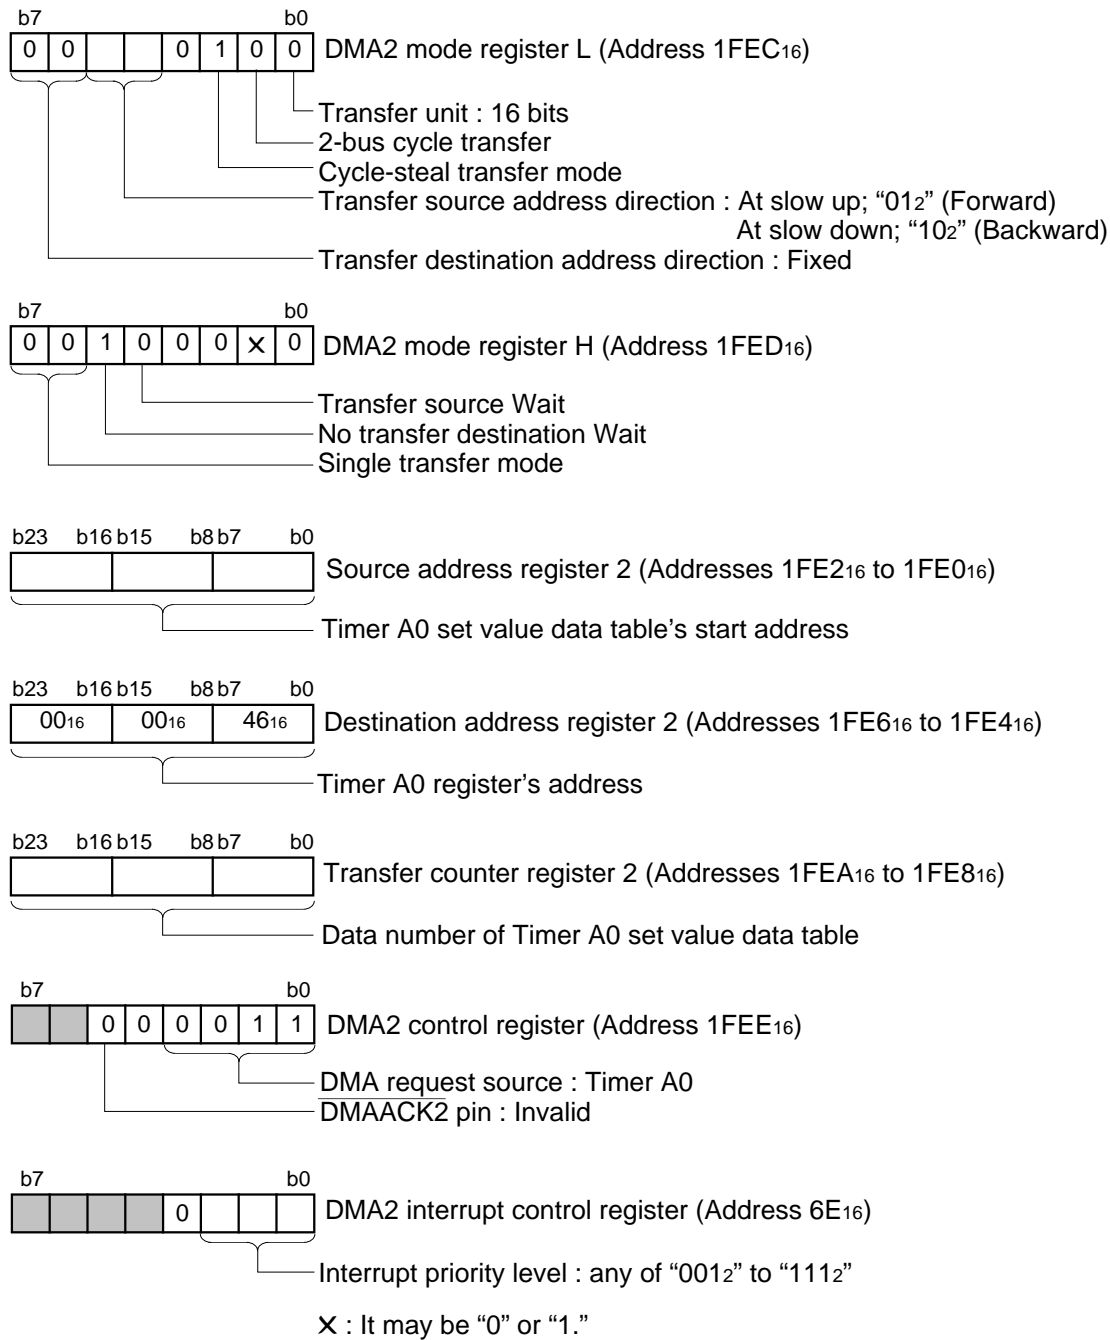 b7 b0
0 0 0 1 0 0 DMA2 mode register L (Address 1FEC16)
Transfer unit : 16 bits
2-bus cycle transfer
Cycle-steal transfer mode
Transfer source address direction : At slow up; “012” (Forward)
At slow down; “102” (Backward)
Transfer destination address direction : Fixed
b7 b0
0 0 1 0 0 0 × 0 DMA2 mode register H (Address 1FED16)
Transfer source Wait
No transfer destination Wait
Single transfer mode
b23 b16 b15 b8 b7 b0
Source address register 2 (Addresses 1FE216 to 1FE016)
Timer A0 set value data table’s start address
b23 b16 b15 b8 b7 b0
0016 0016 4616 Destination address register 2 (Addresses 1FE616 to 1FE416)
Timer A0 register’s address
b23 b16 b15 b8 b7 b0
Transfer counter register 2 (Addresses 1FEA16 to 1FE816)
Data number of Timer A0 set value data table
b7 b0
0 0 0 0 1 1 DMA2 control register (Address 1FEE16)
DMA request source : Timer A0
DMAACK2 pin : Invalid
b7 b0
0 DMA2 interrupt control register (Address 6E16)
Interrupt priority level : any of “0012” to “1112”
× : It may be “0” or “1.”